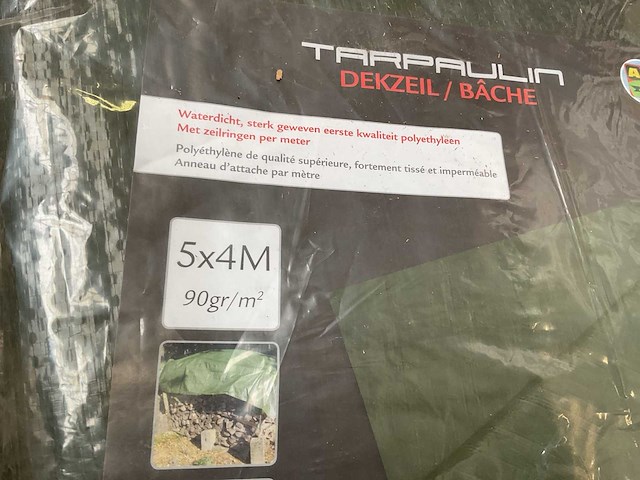 TARPAULIN
DEKZEIL / BÂCHE
Waterdicht, sterk geweven eerste kwaliteit polyethyleen
Met zeilringen per meter
Polyéthylène de qualité supérieure, fortement tissé et imperméable
Anneau d'attache par mètre
5x4M
90gr/m²